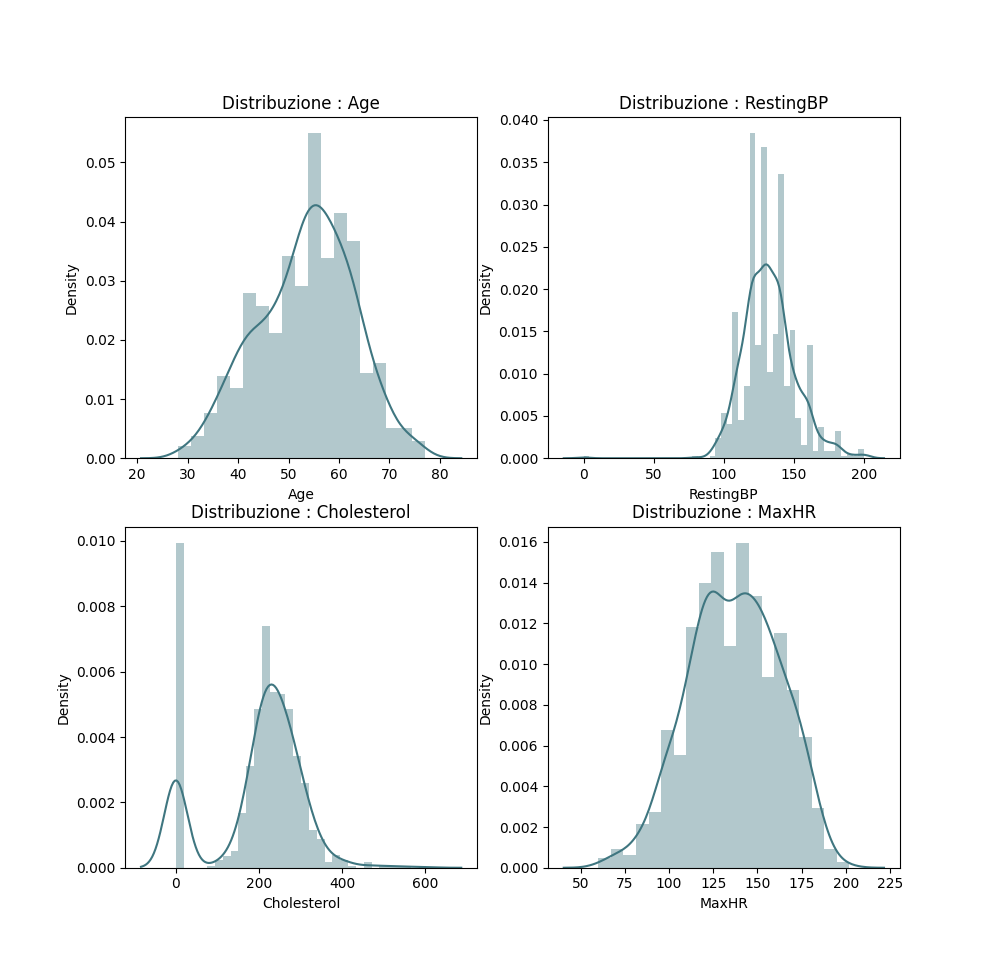 Distribuzione : Age
0.05
0.04
0.03
0.02
0.01
0.00
Density
20 30 40 50 60 70 80
Age
Distribuzione : RestingBP
0.040
0.035
0.030
0.025
0.020
0.015
0.010
0.005
0.000
Density
0 50 100 150 200
RestingBP
Distribuzione : Cholesterol
0.010
0.008
0.006
0.004
0.002
0.000
Density
0 200 400 600
Cholesterol
Distribuzione : MaxHR
0.016
0.014
0.012
0.010
0.008
0.006
0.004
0.002
0.000
Density
50 75 100 125 150 175 200 225
MaxHR